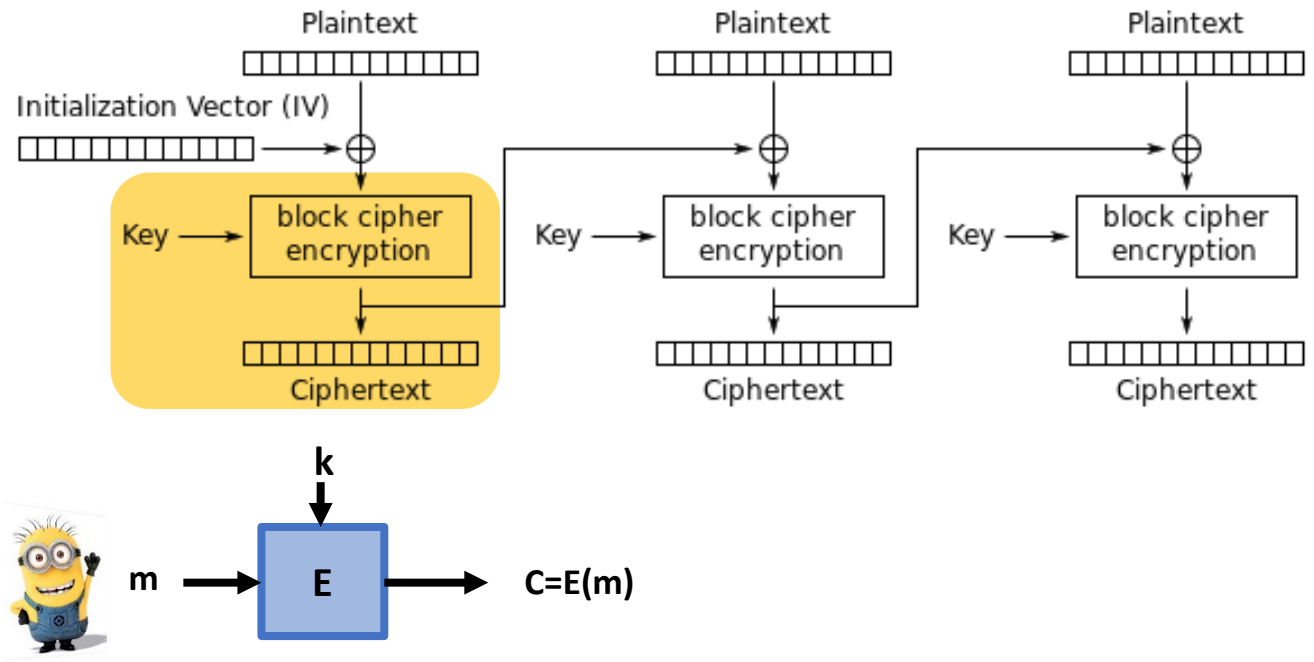 Plaintext
Plaintext
Plaintext
Initialization Vector (IV)
Key
block cipher
encryption
Key
block cipher
encryption
Key
block cipher
encryption
Ciphertext
Ciphertext
Ciphertext
k
m
E
C=E(m)